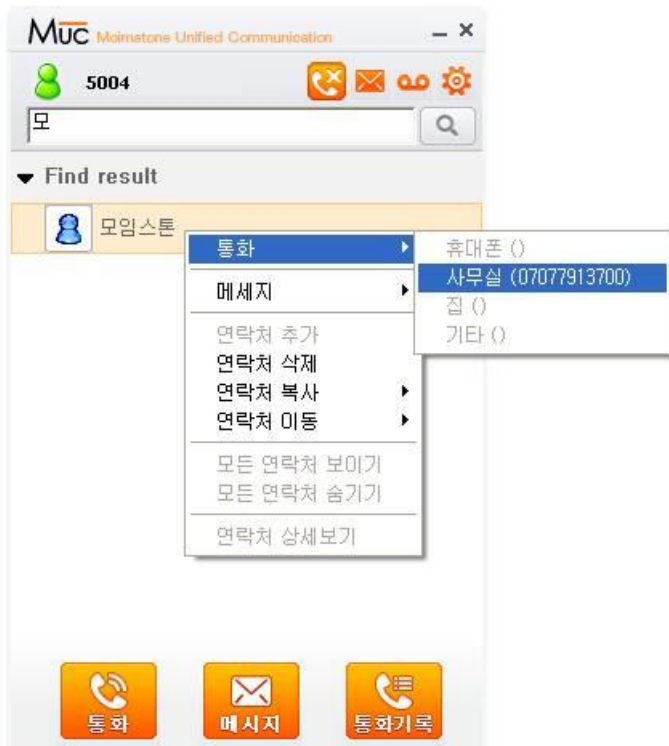 MUC Moimstone Unified Communication
5004
모
Find result
모임스톤
통화
휴대폰 ()
사무실 (07077913700)
집 ()
기타 ()
메세지
연락처 추가
연락처 삭제
연락처 복사
연락처 이동
모든 연락처 보이기
모든 연락처 숨기기
연락처 상세보기
통화
메시지
통화기록